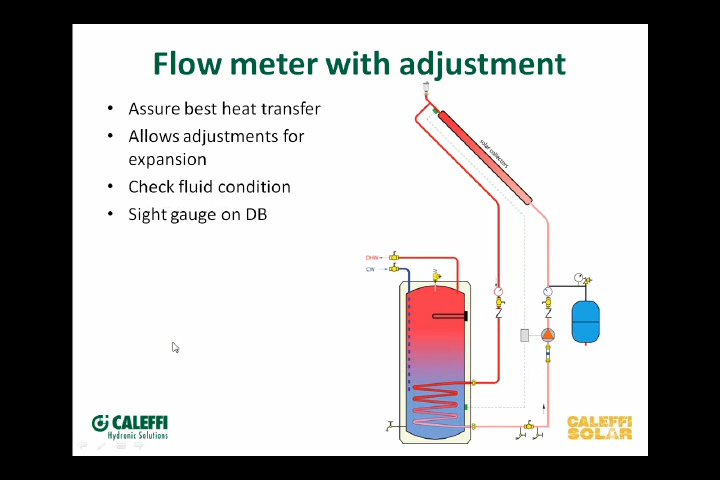 Flow meter with adjustment
• Assure best heat transfer
• Allows adjustments for
expansion
• Check fluid condition
• Sight gauge on DB
solar collectors
DHW
CW
CALEFFI
Hydronic Solutions
CALEFFI
SOLAR